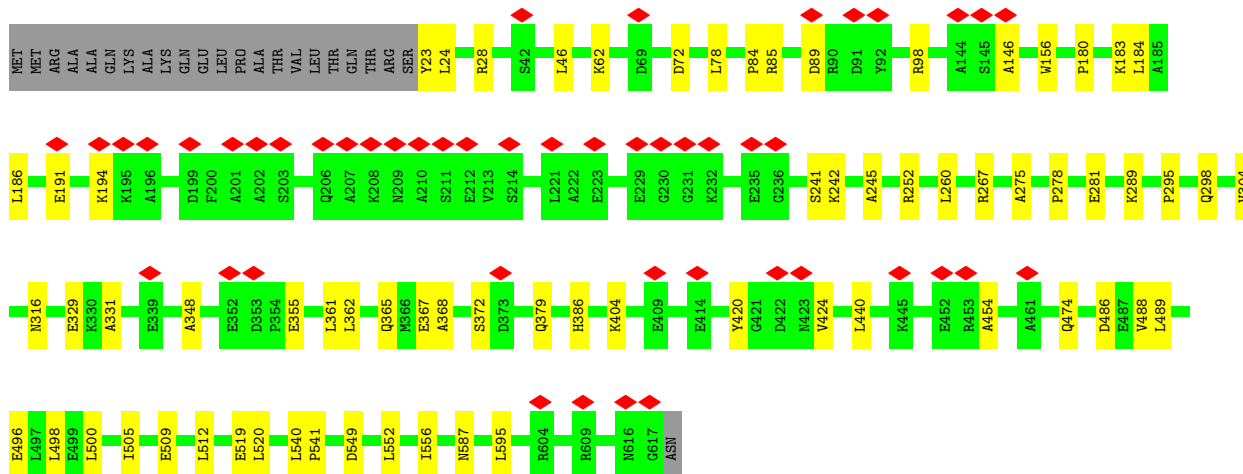 MET MET ARG ALA ALA ALA GLN LYS ALA LYS GLN GLU LEU PRO ALA THR VAL LEU THR GLN THR ARG SER Y23 L24 R28 S42 L46 K62 D69 D72 L78 P84 R85 D89 R90 D91 Y92 R98 A144 S145 A146 W156 P180 K183 L184 A185
L186 E191 K194 K195 A196 D199 F200 A201 A202 S203 Q206 A207 K208 N209 A210 S211 E212 V213 S214 L221 A222 E223 E229 G230 G231 K232 E235 G236 S241 K242 A245 R252 L260 R267 A275 P278 E281 K289 P295 Q298 V304
N316 E329 K330 A331 E339 A348 E352 D353 P354 E355 L361 L362 Q365 M366 E367 A368 S372 D373 Q379 H386 K404 E409 E414 Y420 G421 D422 N423 V424 L440 K445 E452 R453 A454 A461 Q474 D486 E487 V488 L489
E496 L497 L498 E499 L500 I505 E509 L512 E519 L520 L540 P541 D549 L552 I556 N587 L595 R604 R609 N616 G617 ASN